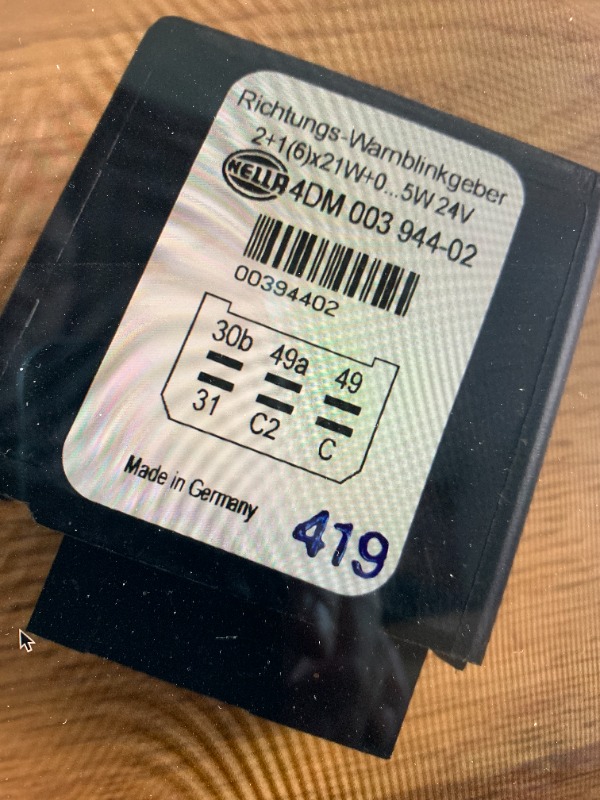 Richtungs-Warnblinkgeber
2+1(6)x21W+0...5W 24V
HELLA 4DM 003 944-02
00394402
30b 49a 49
31 C2 C
Made in Germany
419